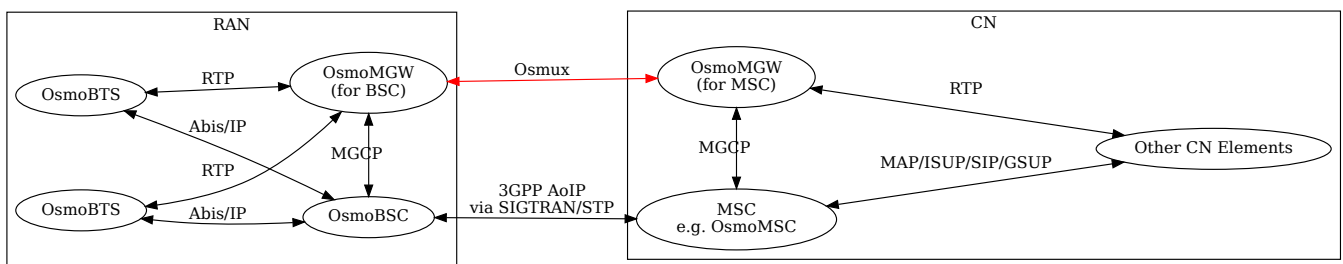 RAN
CN
OsmoBTS
RTP
OsmoMGW
(for BSC)
Osmux
OsmoMGW
(for MSC)
RTP
Abis/IP
MGCP
MGCP
Other CN Elements
RTP
MAP/ISUP/SIP/GSUP
OsmoBTS
Abis/IP
OsmoBSC
3GPP AoIP
via SIGTRAN/STP
MSC
e.g. OsmoMSC